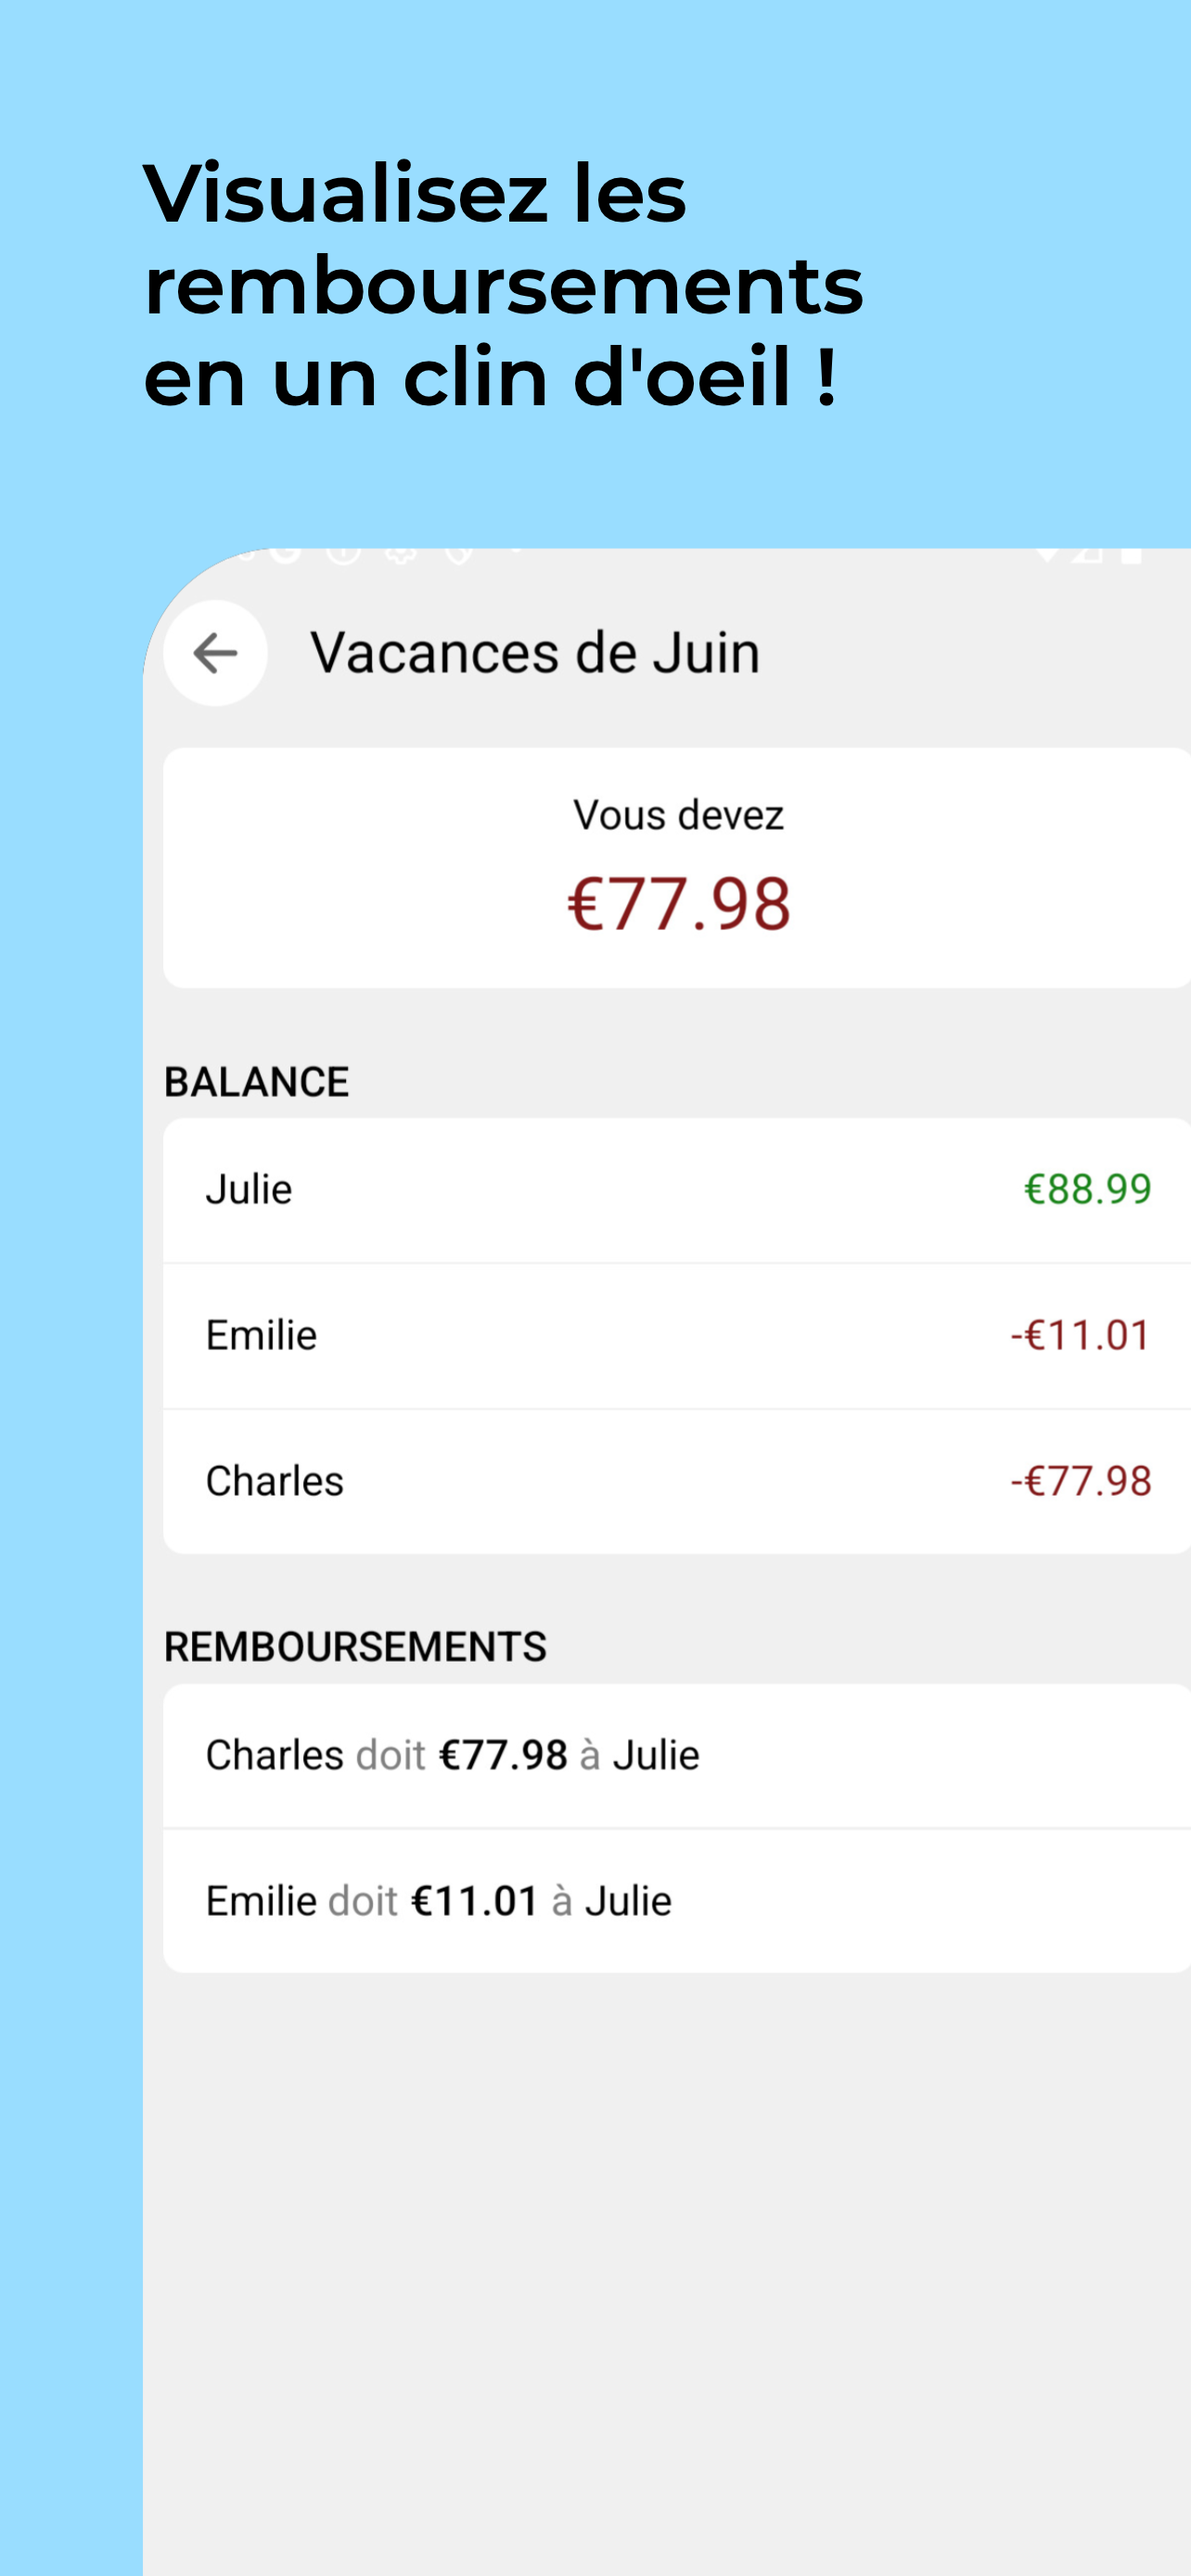 Visualisez les
remboursements
en un clin d'oeil !
Vacances de Juin
Vous devez
€77.98
BALANCE
Julie €88.99
Emilie -€11.01
Charles -€77.98
REMBOURSEMENTS
Charles doit €77.98 à Julie
Emilie doit €11.01 à Julie